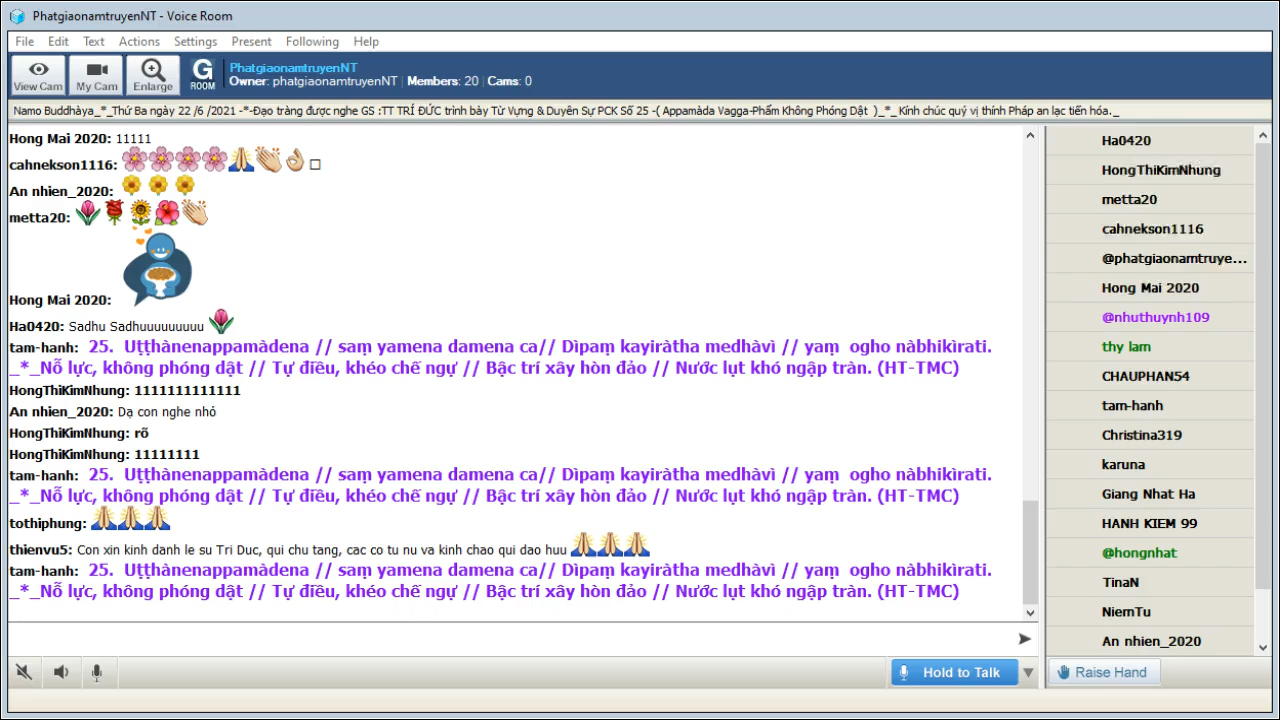 PhatgiaonamtruyenNT - Voice Room
File Edit Text Actions Settings Present Following Help
View Cam My Cam Enlarge G ROOM
PhatgiaonamtruyenNT
Owner: phatgiaonamtruyenNT | Members: 20 | Cams: 0
Namo Buddhàya_*_Thứ Ba ngày 22 /6 /2021 -*-Đạo tràng được nghe GS :TT TRÍ ĐỨC trình bày Từ Vựng & Duyên Sự PCK Số 25 -( Appamàda Vagga-Phẩm Không Phóng Dật )_*_Kính chúc quý vị thính Pháp an lạc tiến hóa._
Hong Mai 2020: 11111
cahnekson1116:
An nhien_2020:
metta20:
Hong Mai 2020:
Ha0420: Sadhu Sadhuuuuuuuuu
tam-hanh: 25. Uṭṭhànenappamàdena // saṃ yamena damena ca// Dìpaṃ kayiràtha medhàvì // yaṃ ogho nàbhikìrati.
_*_Nỗ lực, không phóng dật // Tự điều, khéo chế ngự // Bậc trí xây hòn đảo // Nước lụt khó ngập tràn. (HT-TMC)
HongThiKimNhung: 1111111111111
An nhien_2020: Dạ con nghe nhỏ
HongThiKimNhung: rõ
HongThiKimNhung: 11111111
tam-hanh: 25. Uṭṭhànenappamàdena // saṃ yamena damena ca// Dìpaṃ kayiràtha medhàvì // yaṃ ogho nàbhikìrati.
_*_Nỗ lực, không phóng dật // Tự điều, khéo chế ngự // Bậc trí xây hòn đảo // Nước lụt khó ngập tràn. (HT-TMC)
tothiphung:
thienvu5: Con xin kinh danh le su Tri Duc, qui chu tang, cac co tu nu va kinh chao qui dao huu
tam-hanh: 25. Uṭṭhànenappamàdena // saṃ yamena damena ca// Dìpaṃ kayiràtha medhàvì // yaṃ ogho nàbhikìrati.
_*_Nỗ lực, không phóng dật // Tự điều, khéo chế ngự // Bậc trí xây hòn đảo // Nước lụt khó ngập tràn. (HT-TMC)
Ha0420
HongThiKimNhung
metta20
cahnekson1116
@phatgiaonamtruye...
Hong Mai 2020
@nhuthuynh109
thy lam
CHAUPHAN54
tam-hanh
Christina319
karuna
Giang Nhat Ha
HANH KIEM 99
@hongnhat
TinaN
NiemTu
An nhien_2020
Hold to Talk
Raise Hand